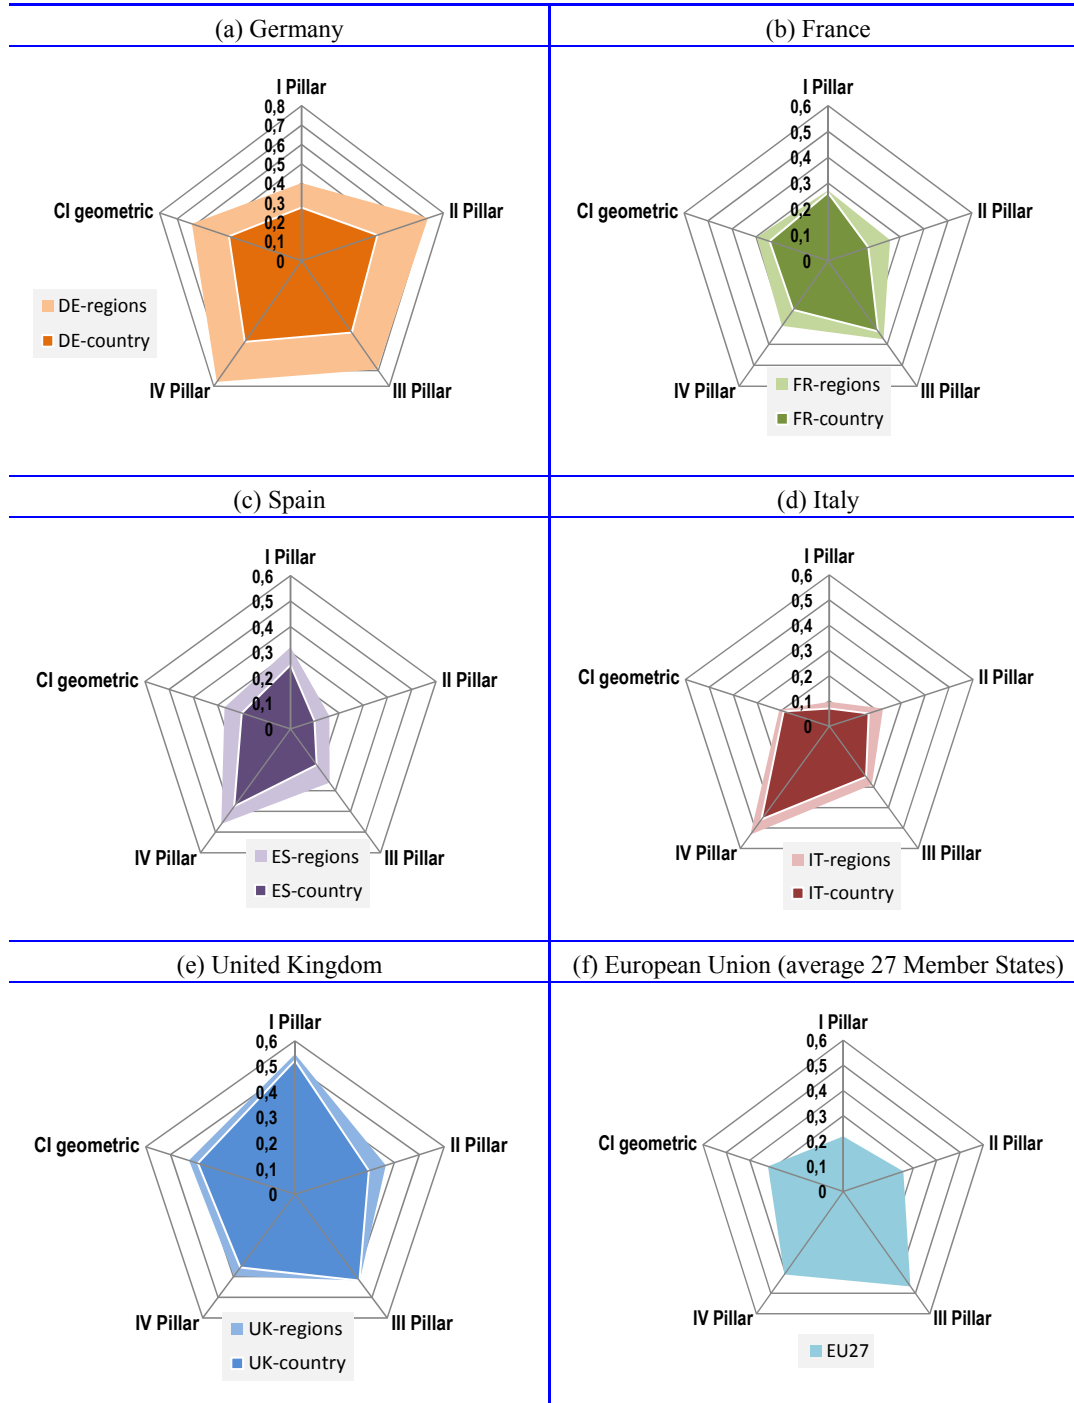 (a) Germany
(b) France
I Pillar
0,8
0,7
0,6
0,5
0,4
0,3
0,2
0,1
0
CI geometric
II Pillar
DE-regions
DE-country
IV Pillar
III Pillar
I Pillar
0,6
0,5
0,4
0,3
0,2
0,1
0
CI geometric
II Pillar
IV Pillar
III Pillar
FR-regions
FR-country
(c) Spain
(d) Italy
I Pillar
0,6
0,5
0,4
0,3
0,2
0,1
0
CI geometric
II Pillar
IV Pillar
III Pillar
ES-regions
ES-country
I Pillar
0,6
0,5
0,4
0,3
0,2
0,1
0
CI geometric
II Pillar
IV Pillar
III Pillar
IT-regions
IT-country
(e) United Kingdom
(f) European Union (average 27 Member States)
I Pillar
0,6
0,5
0,4
0,3
0,2
0,1
0
CI geometric
II Pillar
IV Pillar
III Pillar
UK-regions
UK-country
I Pillar
0,6
0,5
0,4
0,3
0,2
0,1
0
CI geometric
II Pillar
IV Pillar
III Pillar
EU27